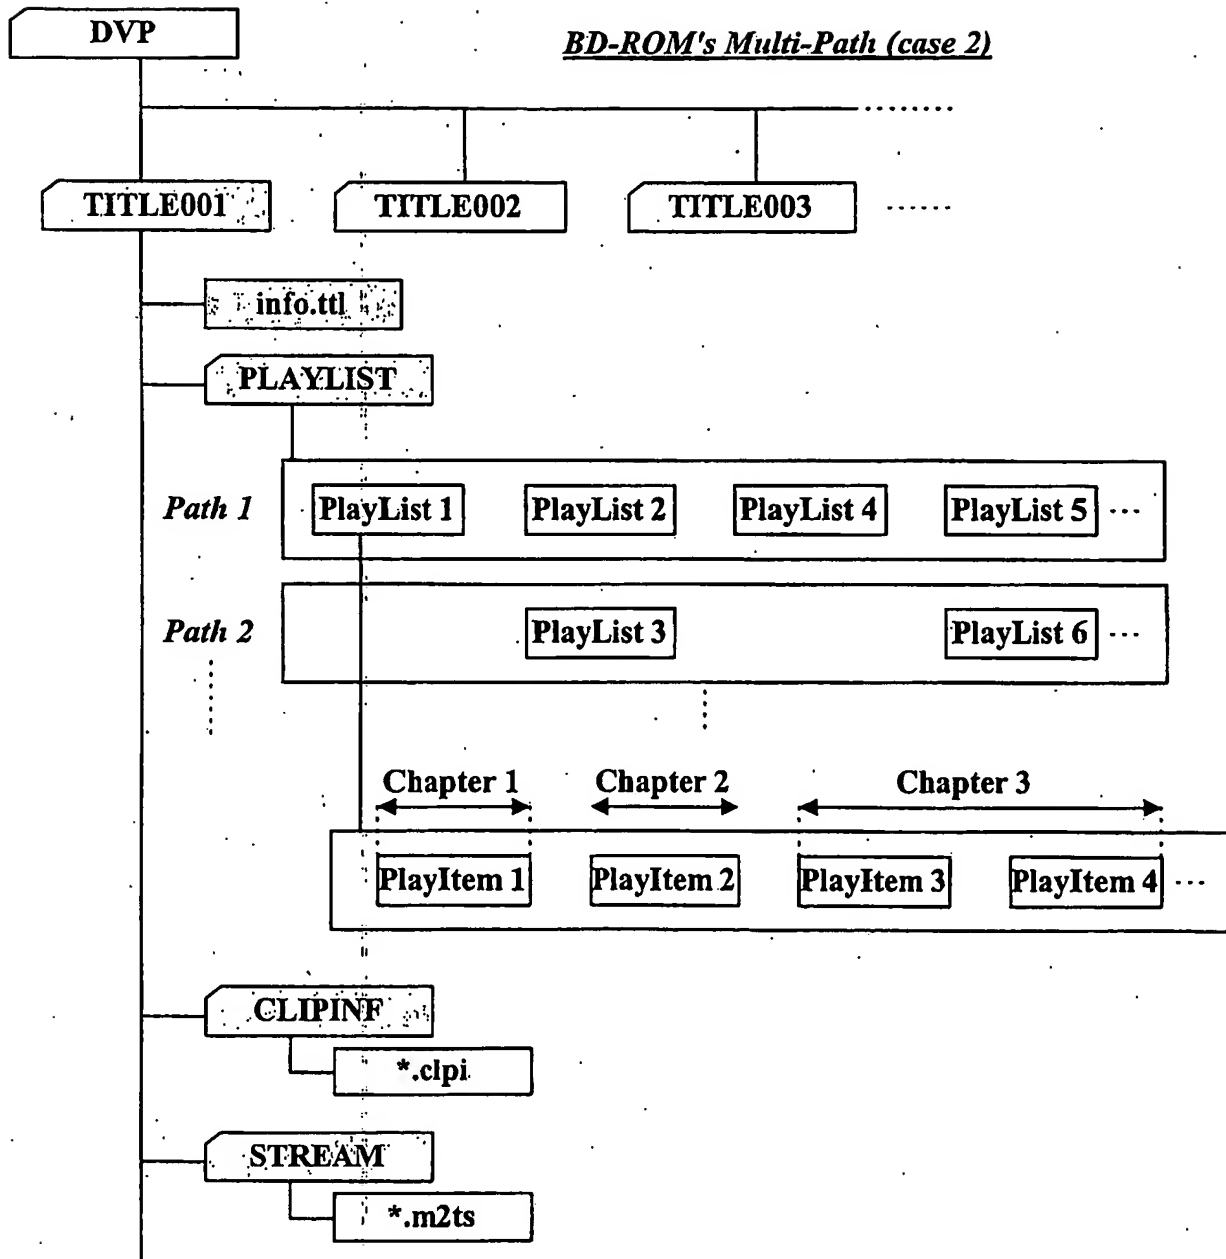 DVP
BD-ROM's Multi-Path (case 2)
TITLE001 TITLE002 TITLE003 ......
info.ttl
PLAYLIST
Path 1 PlayList 1 PlayList 2 PlayList 4 PlayList 5 ...
Path 2 PlayList 3 PlayList 6 ...
Chapter 1 Chapter 2 Chapter 3
PlayItem 1 PlayItem 2 PlayItem 3 PlayItem 4 ...
CLIPINF
*.clpi
STREAM
*.m2ts